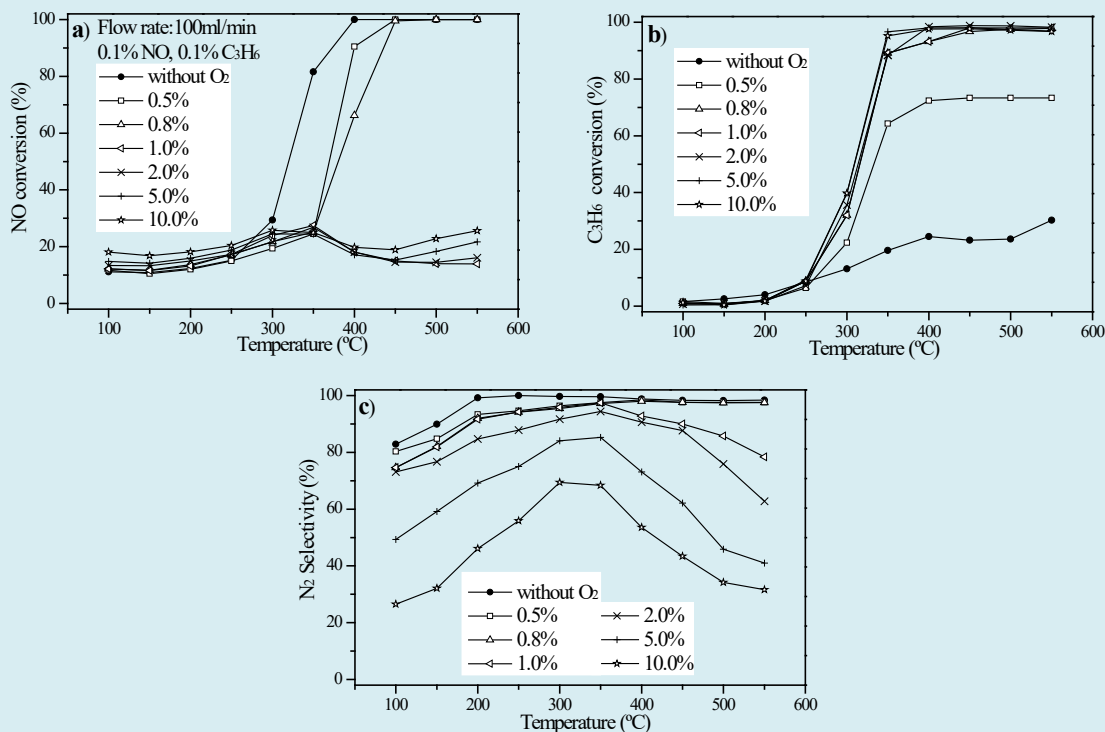 a) Flow rate:100ml/min
0.1% NO, 0.1% C₃H₆
without O₂
0.5%
0.8%
1.0%
2.0%
5.0%
10.0%
NO conversion (%)
100
80
60
40
20
0
100 200 300 400 500 600
Temperature (ºC)
b)
without O₂
0.5%
0.8%
1.0%
2.0%
5.0%
10.0%
C₃H₆ conversion (%)
100
80
60
40
20
0
100 200 300 400 500 600
Temperature (ºC)
c)
N₂ Selectivity (%)
100
80
60
40
20
0
without O₂
0.5% 2.0%
0.8% 5.0%
1.0% 10.0%
100 200 300 400 500 600
Temperature (ºC)